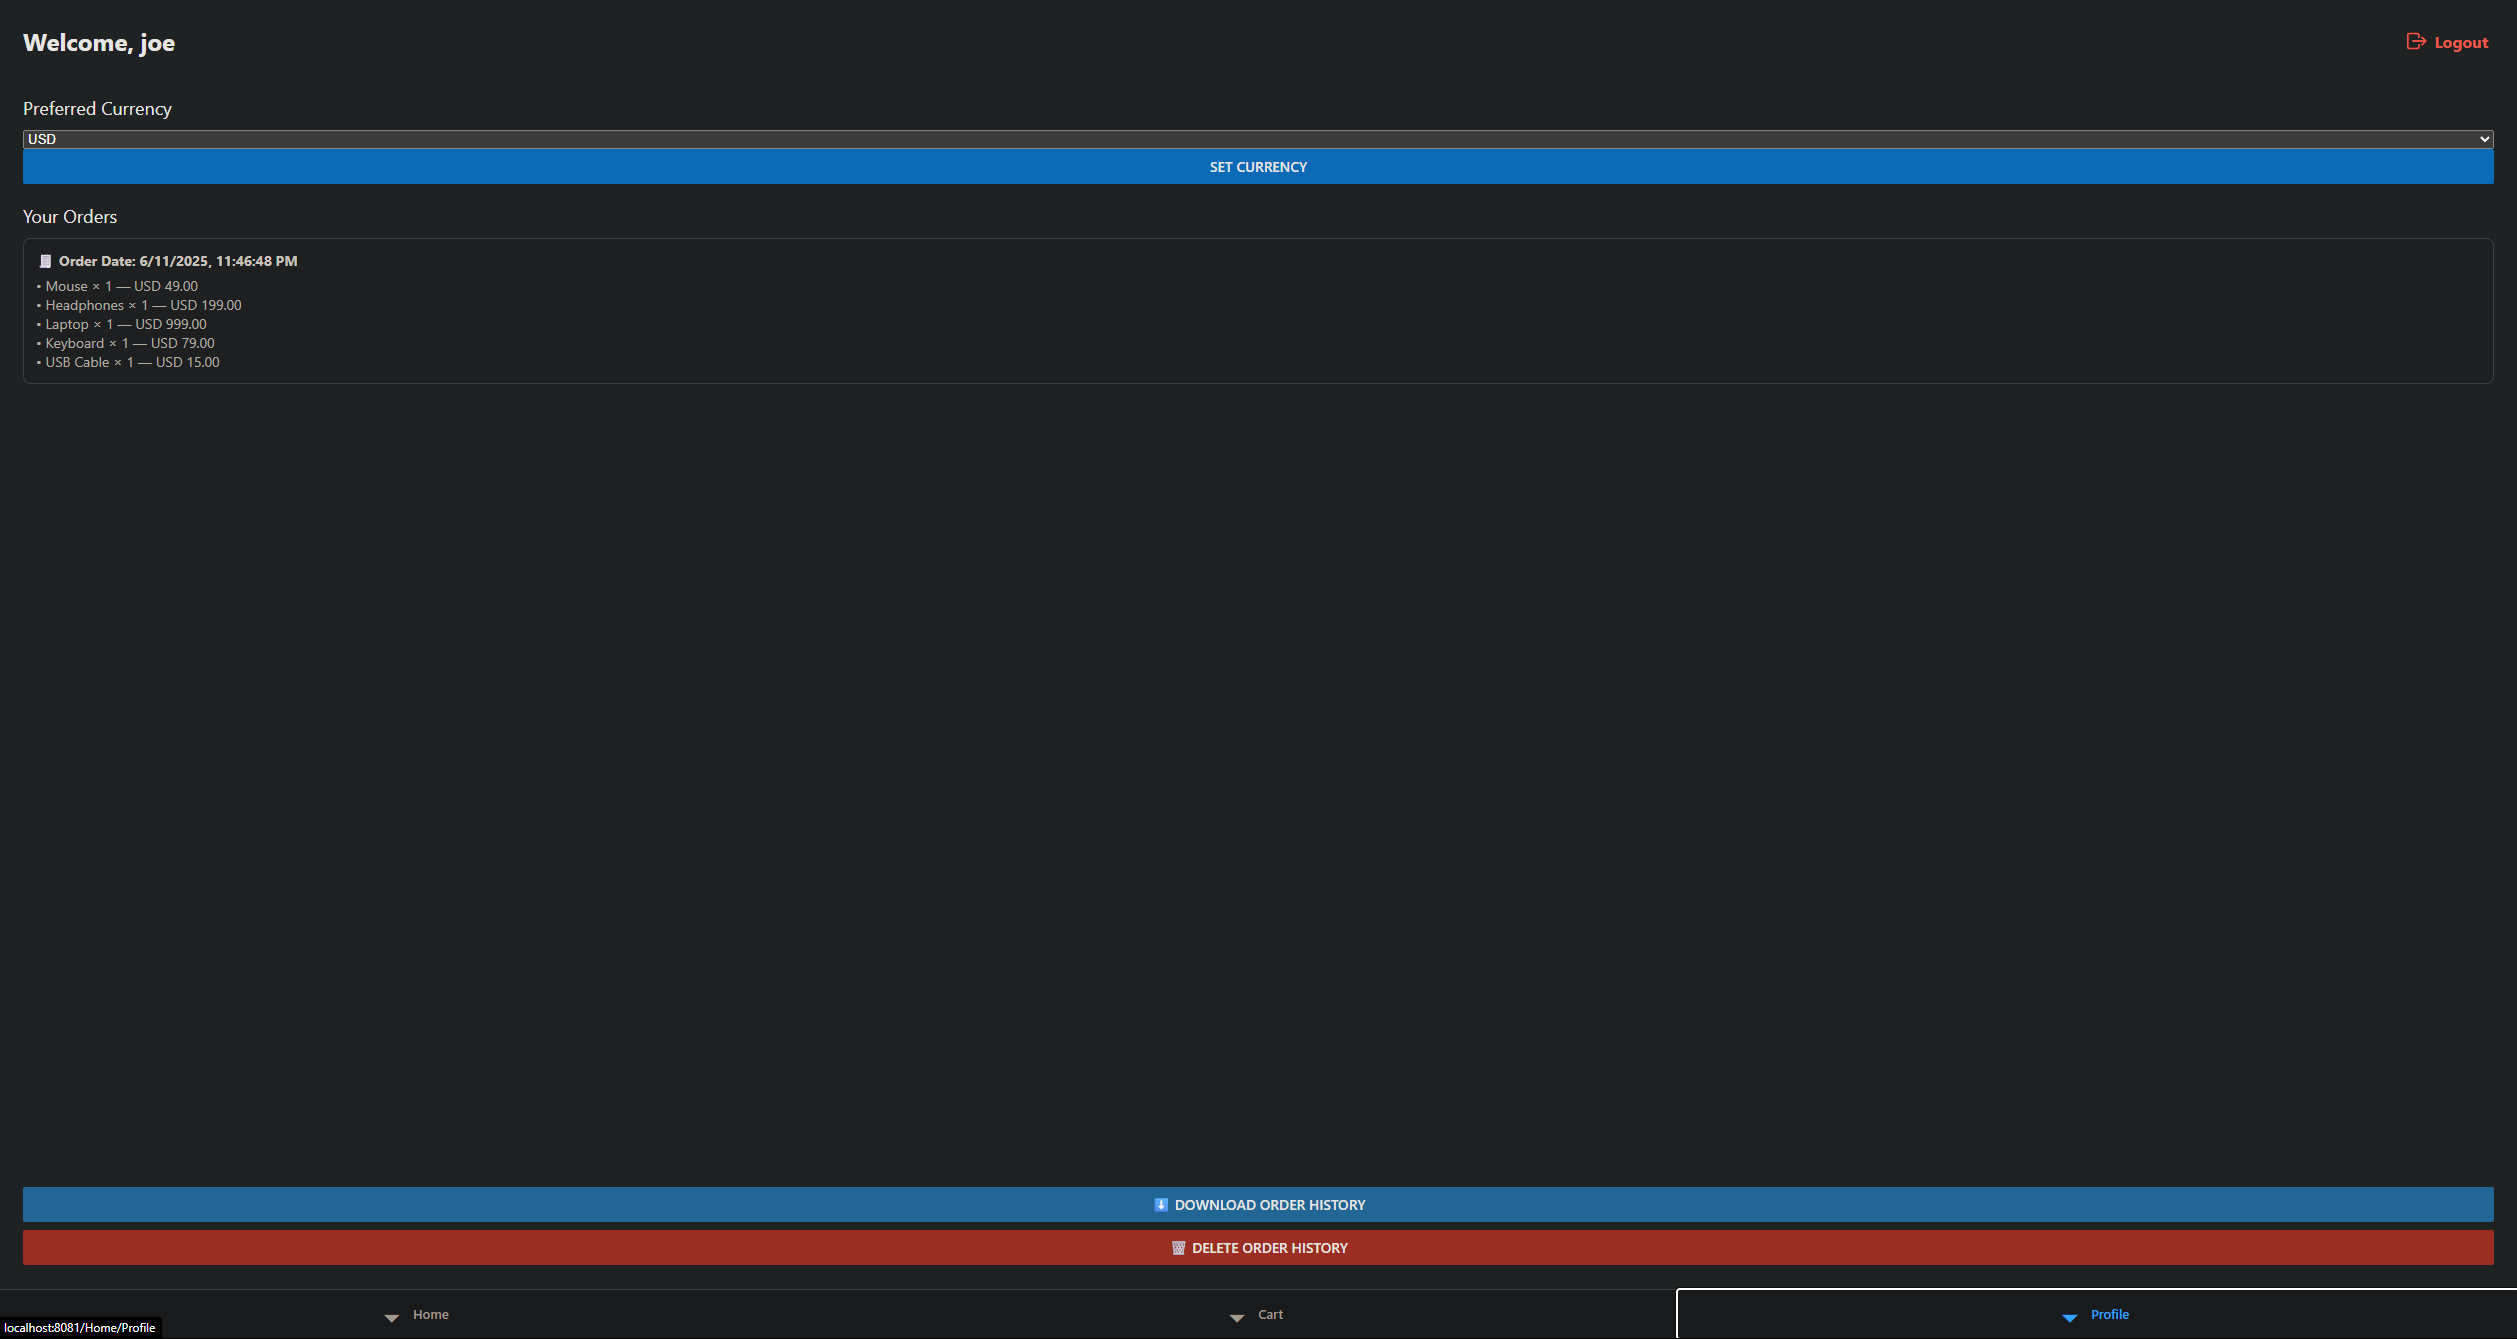 Welcome, joe
Logout
Preferred Currency
USD
SET CURRENCY
Your Orders
Order Date: 6/11/2025, 11:46:48 PM
• Mouse × 1 — USD 49.00
• Headphones × 1 — USD 199.00
• Laptop × 1 — USD 999.00
• Keyboard × 1 — USD 79.00
• USB Cable × 1 — USD 15.00
DOWNLOAD ORDER HISTORY
DELETE ORDER HISTORY
Home
Cart
Profile
localhost:8081/Home/Profile